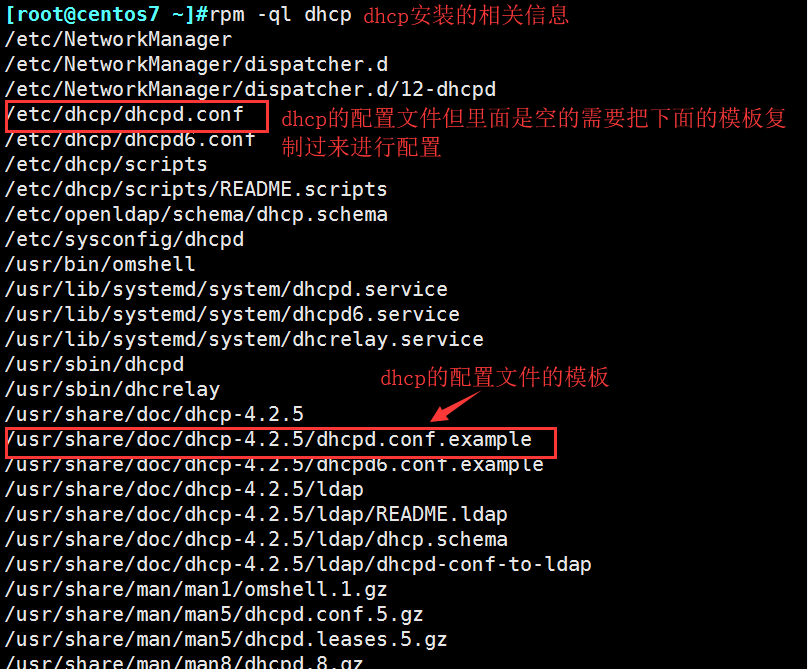 [root@centos7 ~]#rpm -ql dhcp dhcp安装的相关信息
/etc/NetworkManager
/etc/NetworkManager/dispatcher.d
/etc/NetworkManager/dispatcher.d/12-dhcpd
/etc/dhcp/dhcpd.conf dhcp的配置文件但里面是空的需要把下面的模板复
/etc/dhcp/dhcpd6.conf 制过来进行配置
/etc/dhcp/scripts
/etc/dhcp/scripts/README.scripts
/etc/openldap/schema/dhcp.schema
/etc/sysconfig/dhcpd
/usr/bin/omshell
/usr/lib/systemd/system/dhcpd.service
/usr/lib/systemd/system/dhcpd6.service
/usr/lib/systemd/system/dhcrelay.service
/usr/sbin/dhcpd
/usr/sbin/dhcrelay dhcp的配置文件的模板
/usr/share/doc/dhcp-4.2.5
/usr/share/doc/dhcp-4.2.5/dhcpd.conf.example
/usr/share/doc/dhcp-4.2.5/dhcpd6.conf.example
/usr/share/doc/dhcp-4.2.5/ldap
/usr/share/doc/dhcp-4.2.5/ldap/README.ldap
/usr/share/doc/dhcp-4.2.5/ldap/dhcp.schema
/usr/share/doc/dhcp-4.2.5/ldap/dhcpd-conf-to-ldap
/usr/share/man/man1/omshell.1.gz
/usr/share/man/man5/dhcpd.conf.5.gz
/usr/share/man/man5/dhcpd.leases.5.gz
/usr/share/man/man8/dhcpd.8.gz